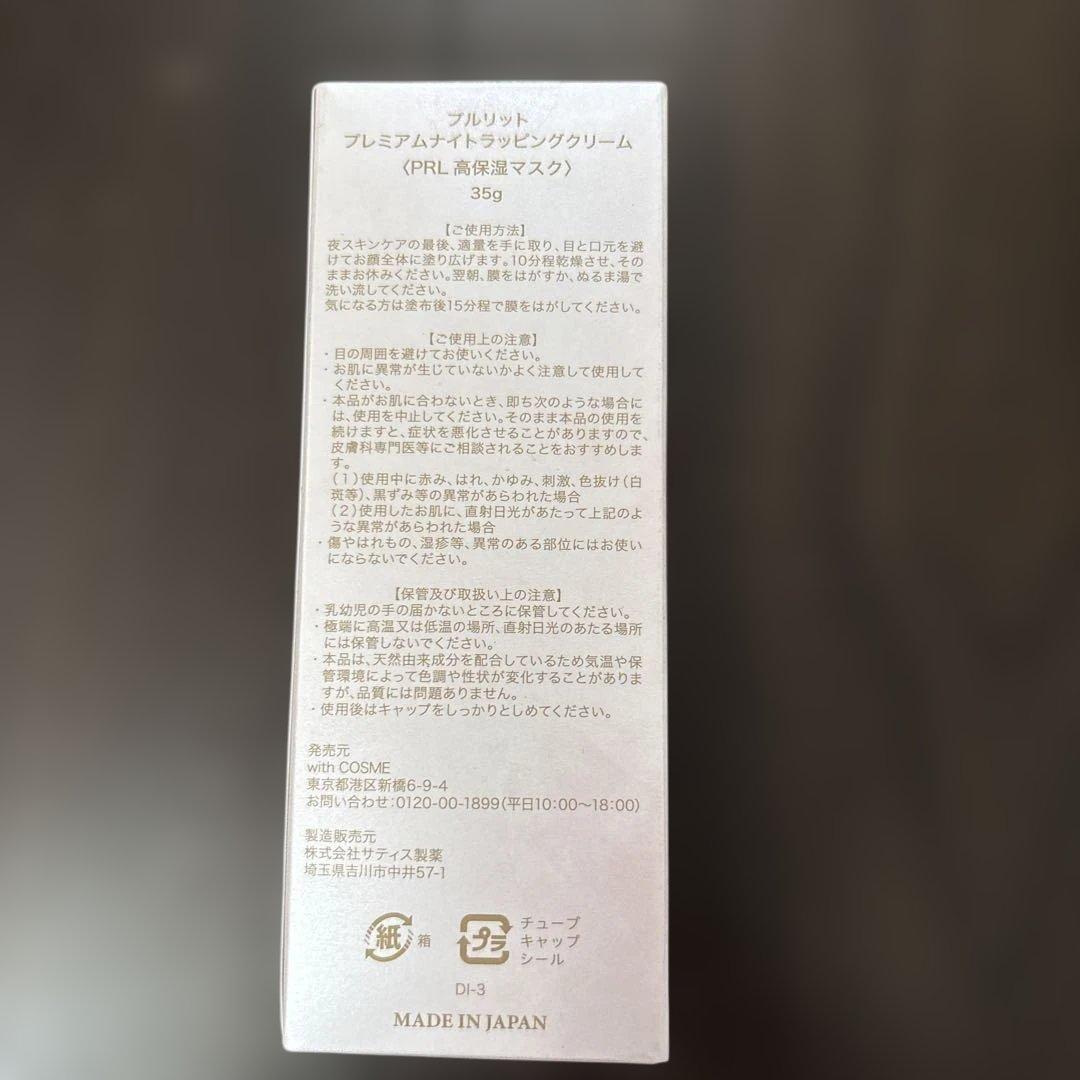 プルリット
プレミアムナイトラッピングクリーム
〈PRL 高保湿マスク〉
35g
【ご使用方法】
夜スキンケアの最後、適量を手に取り、目と口元を避
けてお顔全体に塗り広げます。10分程乾燥させ、その
ままお休みください。翌朝、膜をはがすか、ぬるま湯で
洗い流してください。
気になる方は塗布後15分程で膜をはがしてください。
【ご使用上の注意】
・目の周囲を避けてお使いください。
・お肌に異常が生じていないかよく注意して使用して
ください。
・本品がお肌に合わないとき、即ち次のような場合に
は、使用を中止してください。そのまま本品の使用を
続けますと、症状を悪化させることがありますので、
皮膚科専門医等にご相談されることをおすすめしま
す。
(1)使用中に赤み、はれ、かゆみ、刺激、色抜け(白
斑等)、黒ずみ等の異常があらわれた場合
(2)使用したお肌に、直射日光があたって上記のよ
うな異常があらわれた場合
・傷やはれもの、湿疹等、異常のある部位にはお使い
にならないでください。
【保管及び取扱い上の注意】
・乳幼児の手の届かないところに保管してください。
・極端に高温又は低温の場所、直射日光のあたる場所
には保管しないでください。
・本品は、天然由来成分を配合しているため気温や保
管環境によって色調や性状が変化することがありま
すが、品質には問題ありません。
・使用後はキャップをしっかりとしめてください。
発売元
with COSME
東京都港区新橋6-9-4
お問い合わせ:0120-00-1899(平日10:00〜18:00)
製造販売元
株式会社サティス製薬
埼玉県吉川市中井57-1
紙 箱
プラ チューブ
キャップ
シール
DI-3
MADE IN JAPAN